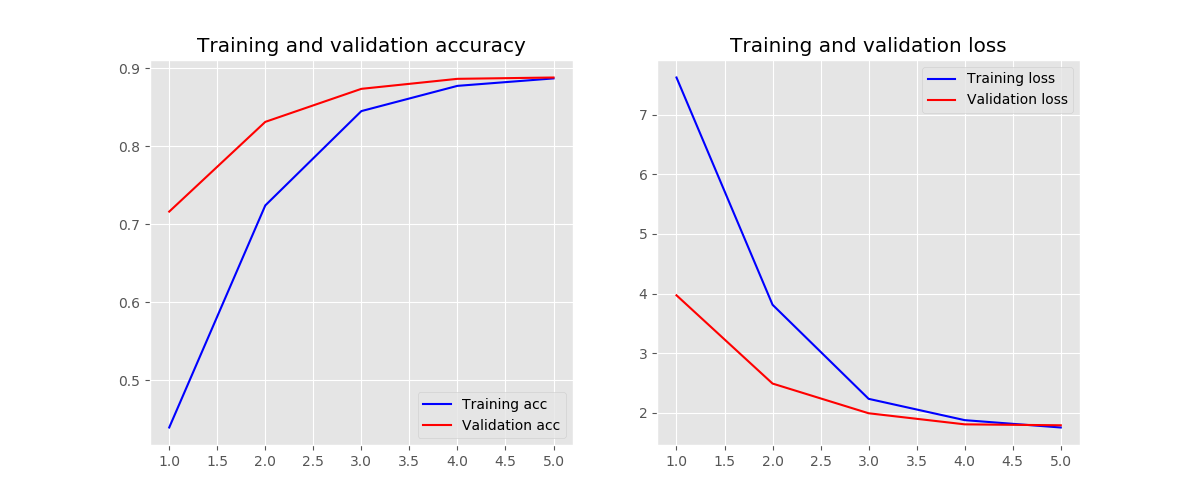 Training and validation accuracy
0.9
0.8
0.7
0.6
0.5
Training acc
Validation acc
1.0 1.5 2.0 2.5 3.0 3.5 4.0 4.5 5.0
Training and validation loss
Training loss
Validation loss
7
6
5
4
3
2
1.0 1.5 2.0 2.5 3.0 3.5 4.0 4.5 5.0